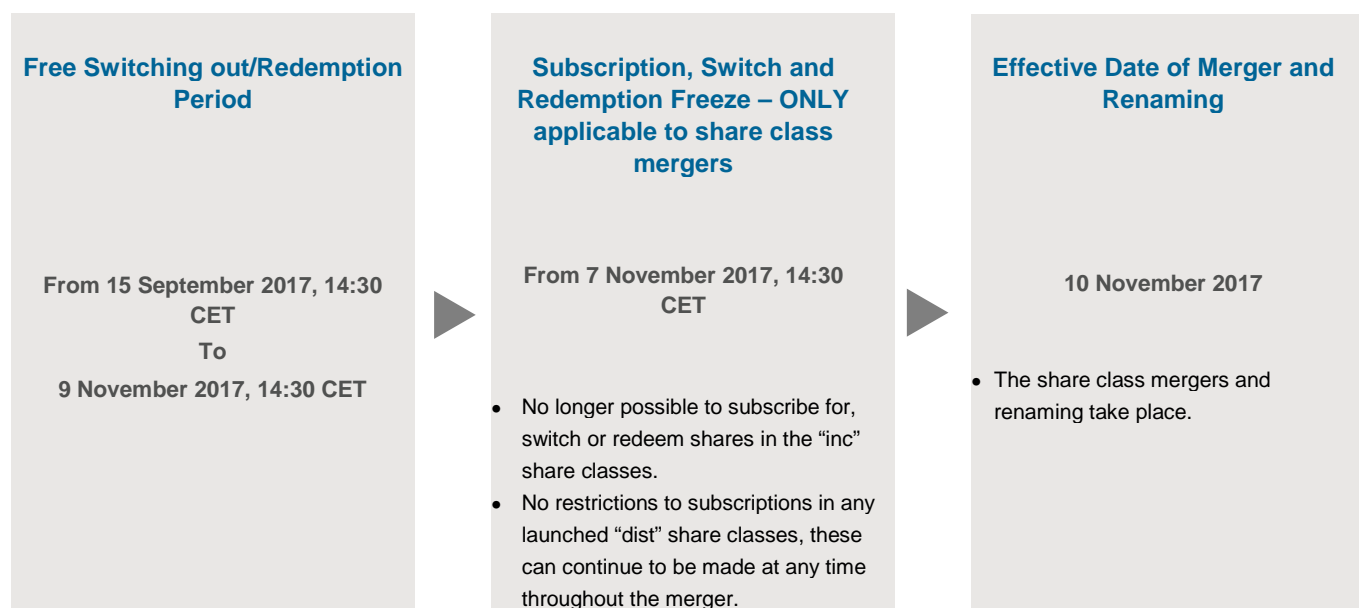 Free Switching out/Redemption
Period
From 15 September 2017, 14:30
CET
To
9 November 2017, 14:30 CET
Subscription, Switch and
Redemption Freeze – ONLY
applicable to share class
mergers
From 7 November 2017, 14:30
CET
• No longer possible to subscribe for,
switch or redeem shares in the “inc”
share classes.
• No restrictions to subscriptions in any
launched “dist” share classes, these
can continue to be made at any time
throughout the merger.
Effective Date of Merger and
Renaming
10 November 2017
• The share class mergers and
renaming take place.